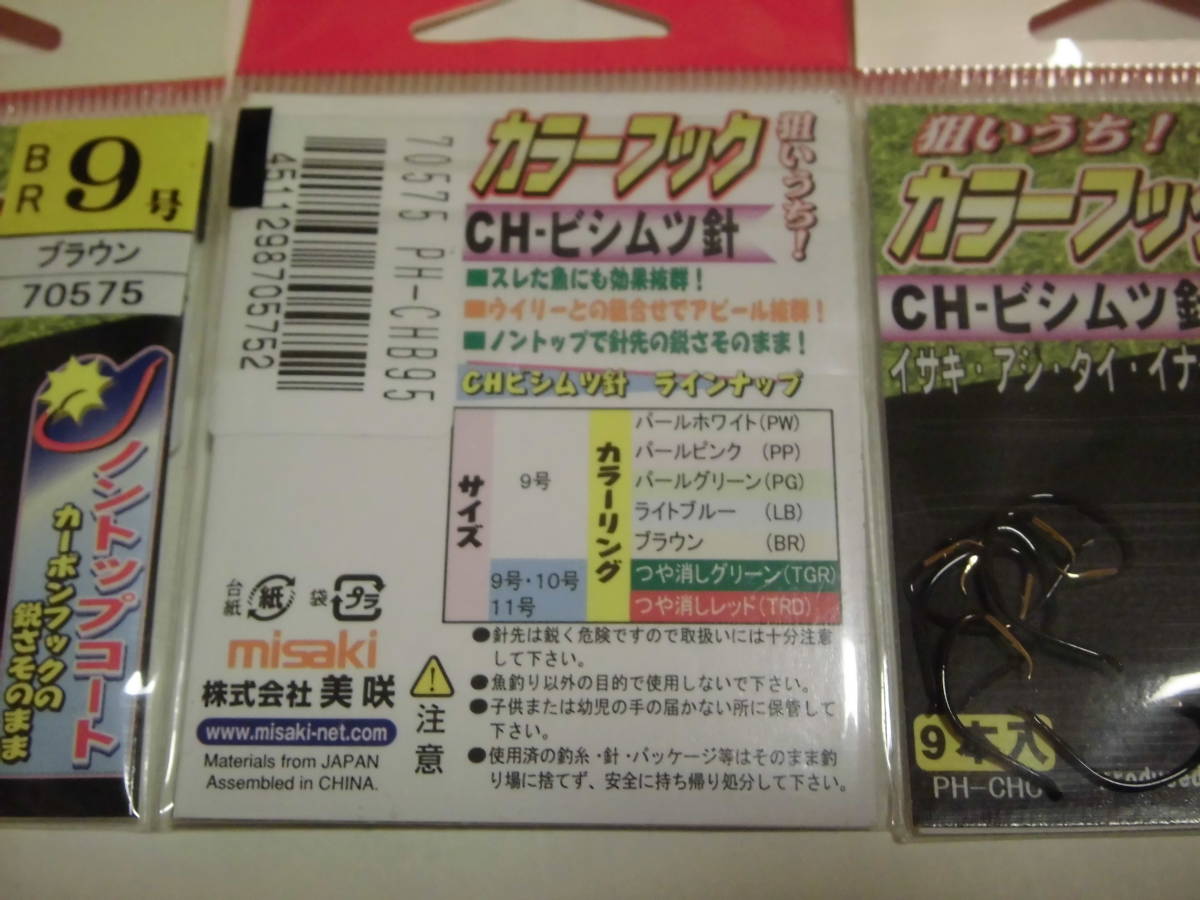 BR 9号
ブラウン
70575
ノントップコート
カーボンフックの
鋭さそのまま
4511298705752
70575 PH-CHB95
狙いうち!
カラーフック
CH-ビシムツ針
■スレた魚にも効果抜群!
■ウイリーとの組合せでアピール抜群!
■ノントップで針先の鋭さそのまま!
CHビシムツ針 ラインナップ
サイズ
9号
9号・10号
11号
カラーリング
パールホワイト(PW)
パールピンク (PP)
パールグリーン(PG)
ライトブルー (LB)
ブラウン (BR)
つや消しグリーン(TGR)
つや消しレッド(TRD)
台紙 紙 袋 プラ
misaki
株式会社 美咲
www.misaki-net.com
Materials from JAPAN
Assembled in CHINA.
注意
●針先は鋭く危険ですので取扱いには十分注意
して下さい。
●魚釣り以外の目的で使用しないで下さい。
●子供または幼児の手の届かない所に保管して
下さい。
●使用済の釣糸・針・パッケージ等はそのまま釣
り場に捨てず、安全に持ち帰り処分して下さい。
狙いうち!
カラーフック
CH-ビシムツ針
イサキ・アジ・タイ・イナ
9本入
PH-CHC
Produced